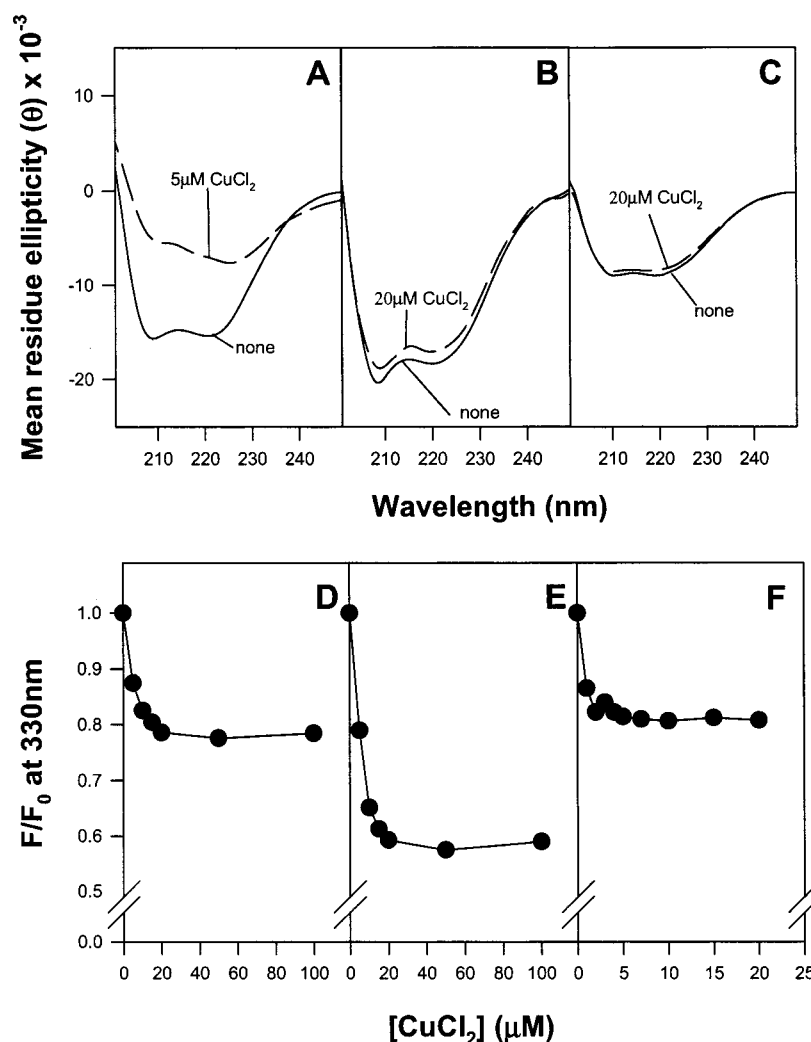 Mean residue ellipticity (θ) x 10⁻³
10
0
-10
-20
A
5µM CuCl₂
none
B
20µM CuCl₂
none
C
20µM CuCl₂
none
210 220 230 240 210 220 230 240 210 220 230 240
Wavelength (nm)
F/F₀ at 330nm
1.0
0.9
0.8
0.7
0.6
0.5
0.0
D
E
F
0 20 40 60 80 100 0 20 40 60 80 100 0 5 10 15 20 25
[CuCl₂] (µM)